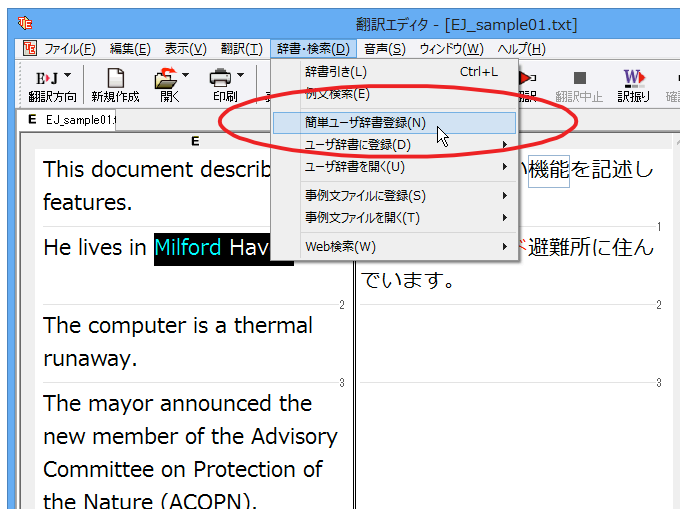 翻訳エディタ - [EJ_sample01.txt]
ファイル(F) 編集(E) 表示(V) 翻訳(T) 辞書・検索(D) 音声(S) ウィンドウ(W) ヘルプ(H)
翻訳方向 新規作成 開く 印刷 翻訳中止 訳振り
E EJ_sample01.t
辞書引き(L) Ctrl+L
例文検索(E)
簡単ユーザ辞書登録(N)
ユーザ辞書に登録(D)
ユーザ辞書を開く(U)
事例文ファイルに登録(S)
事例文ファイルを開く(T)
Web検索(W)
E
This document describ
features.
機能を記述し
1
He lives in Milford Hav
避難所に住ん
でいます。
2
2
The computer is a thermal
runaway.
3
3
The mayor announced the
new member of the Advisory
Committee on Protection of
the Nature (ACOPN).